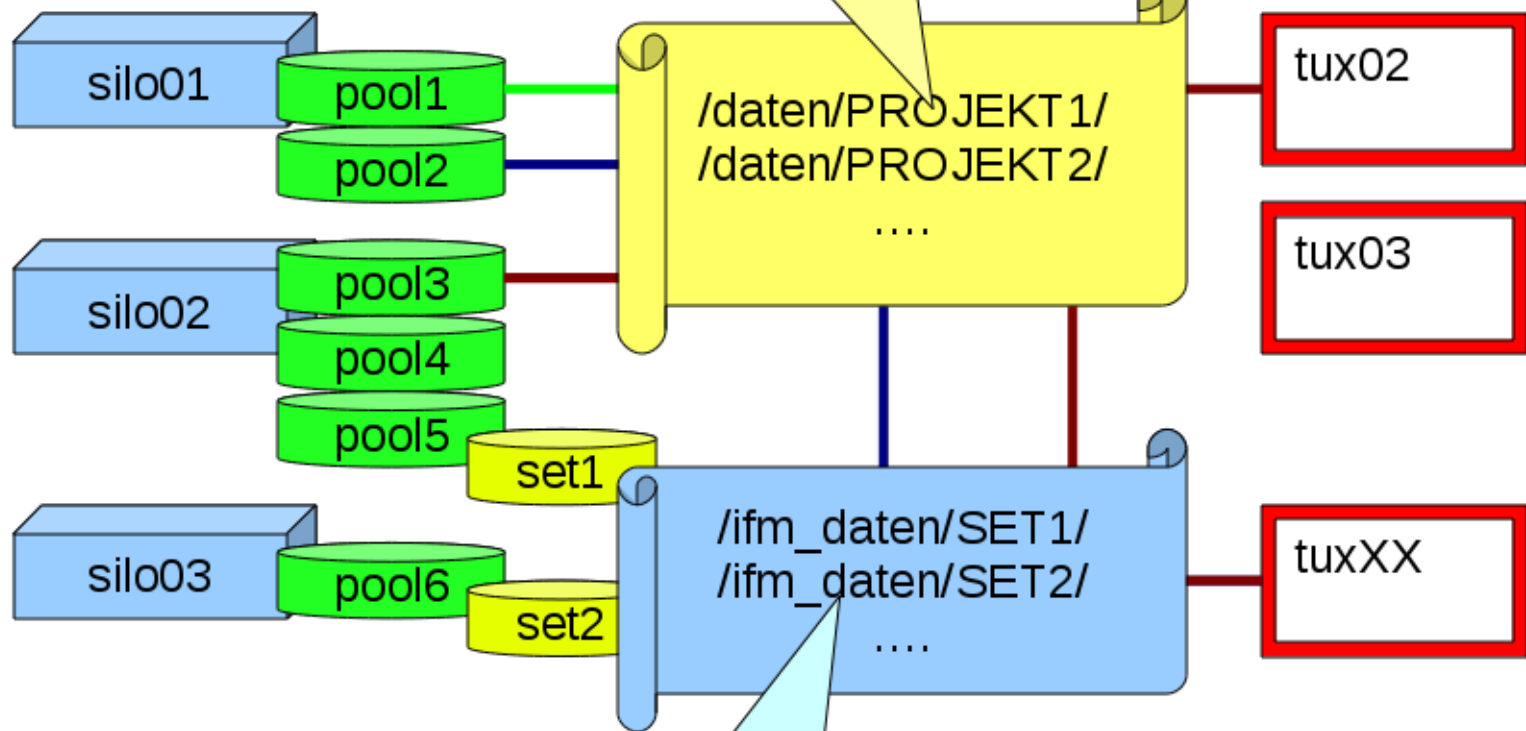 silo01
pool1
pool2
/daten/PROJEKT1/
/daten/PROJEKT2/
....
tux02
silo02
pool3
pool4
pool5
tux03
set1
silo03
pool6
set2
/ifm_daten/SET1/
/ifm_daten/SET2/
....
tuxXX